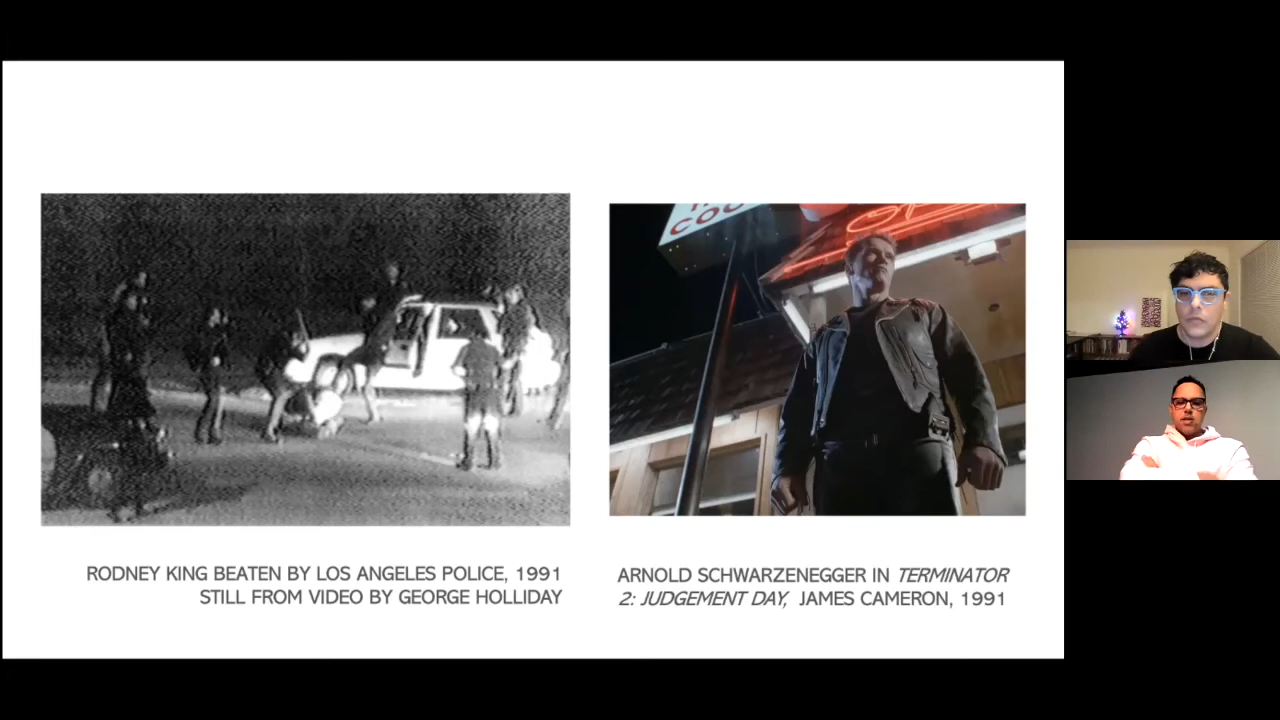 COO
RODNEY KING BEATEN BY LOS ANGELES POLICE, 1991
STILL FROM VIDEO BY GEORGE HOLLIDAY
ARNOLD SCHWARZENEGGER IN TERMINATOR
2: JUDGEMENT DAY, JAMES CAMERON, 1991